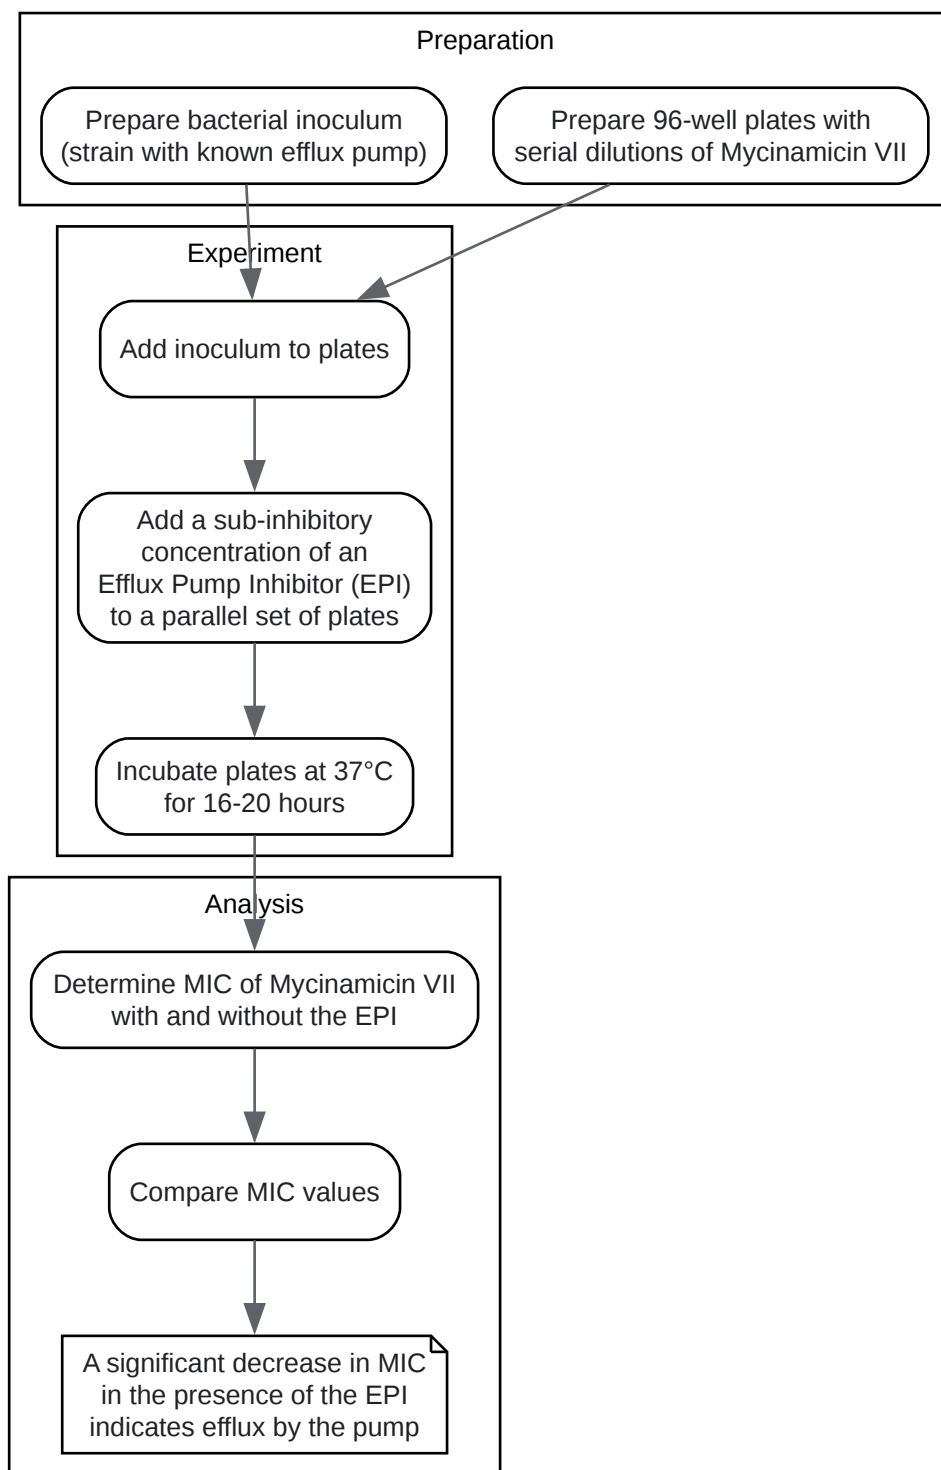 Preparation
Prepare bacterial inoculum
(strain with known efflux pump)
Prepare 96-well plates with
serial dilutions of Mycinamicin VII
Experiment
Add inoculum to plates
Add a sub-inhibitory
concentration of an
Efflux Pump Inhibitor (EPI)
to a parallel set of plates
Incubate plates at 37°C
for 16-20 hours
Analysis
Determine MIC of Mycinamicin VII
with and without the EPI
Compare MIC values
A significant decrease in MIC
in the presence of the EPI
indicates efflux by the pump